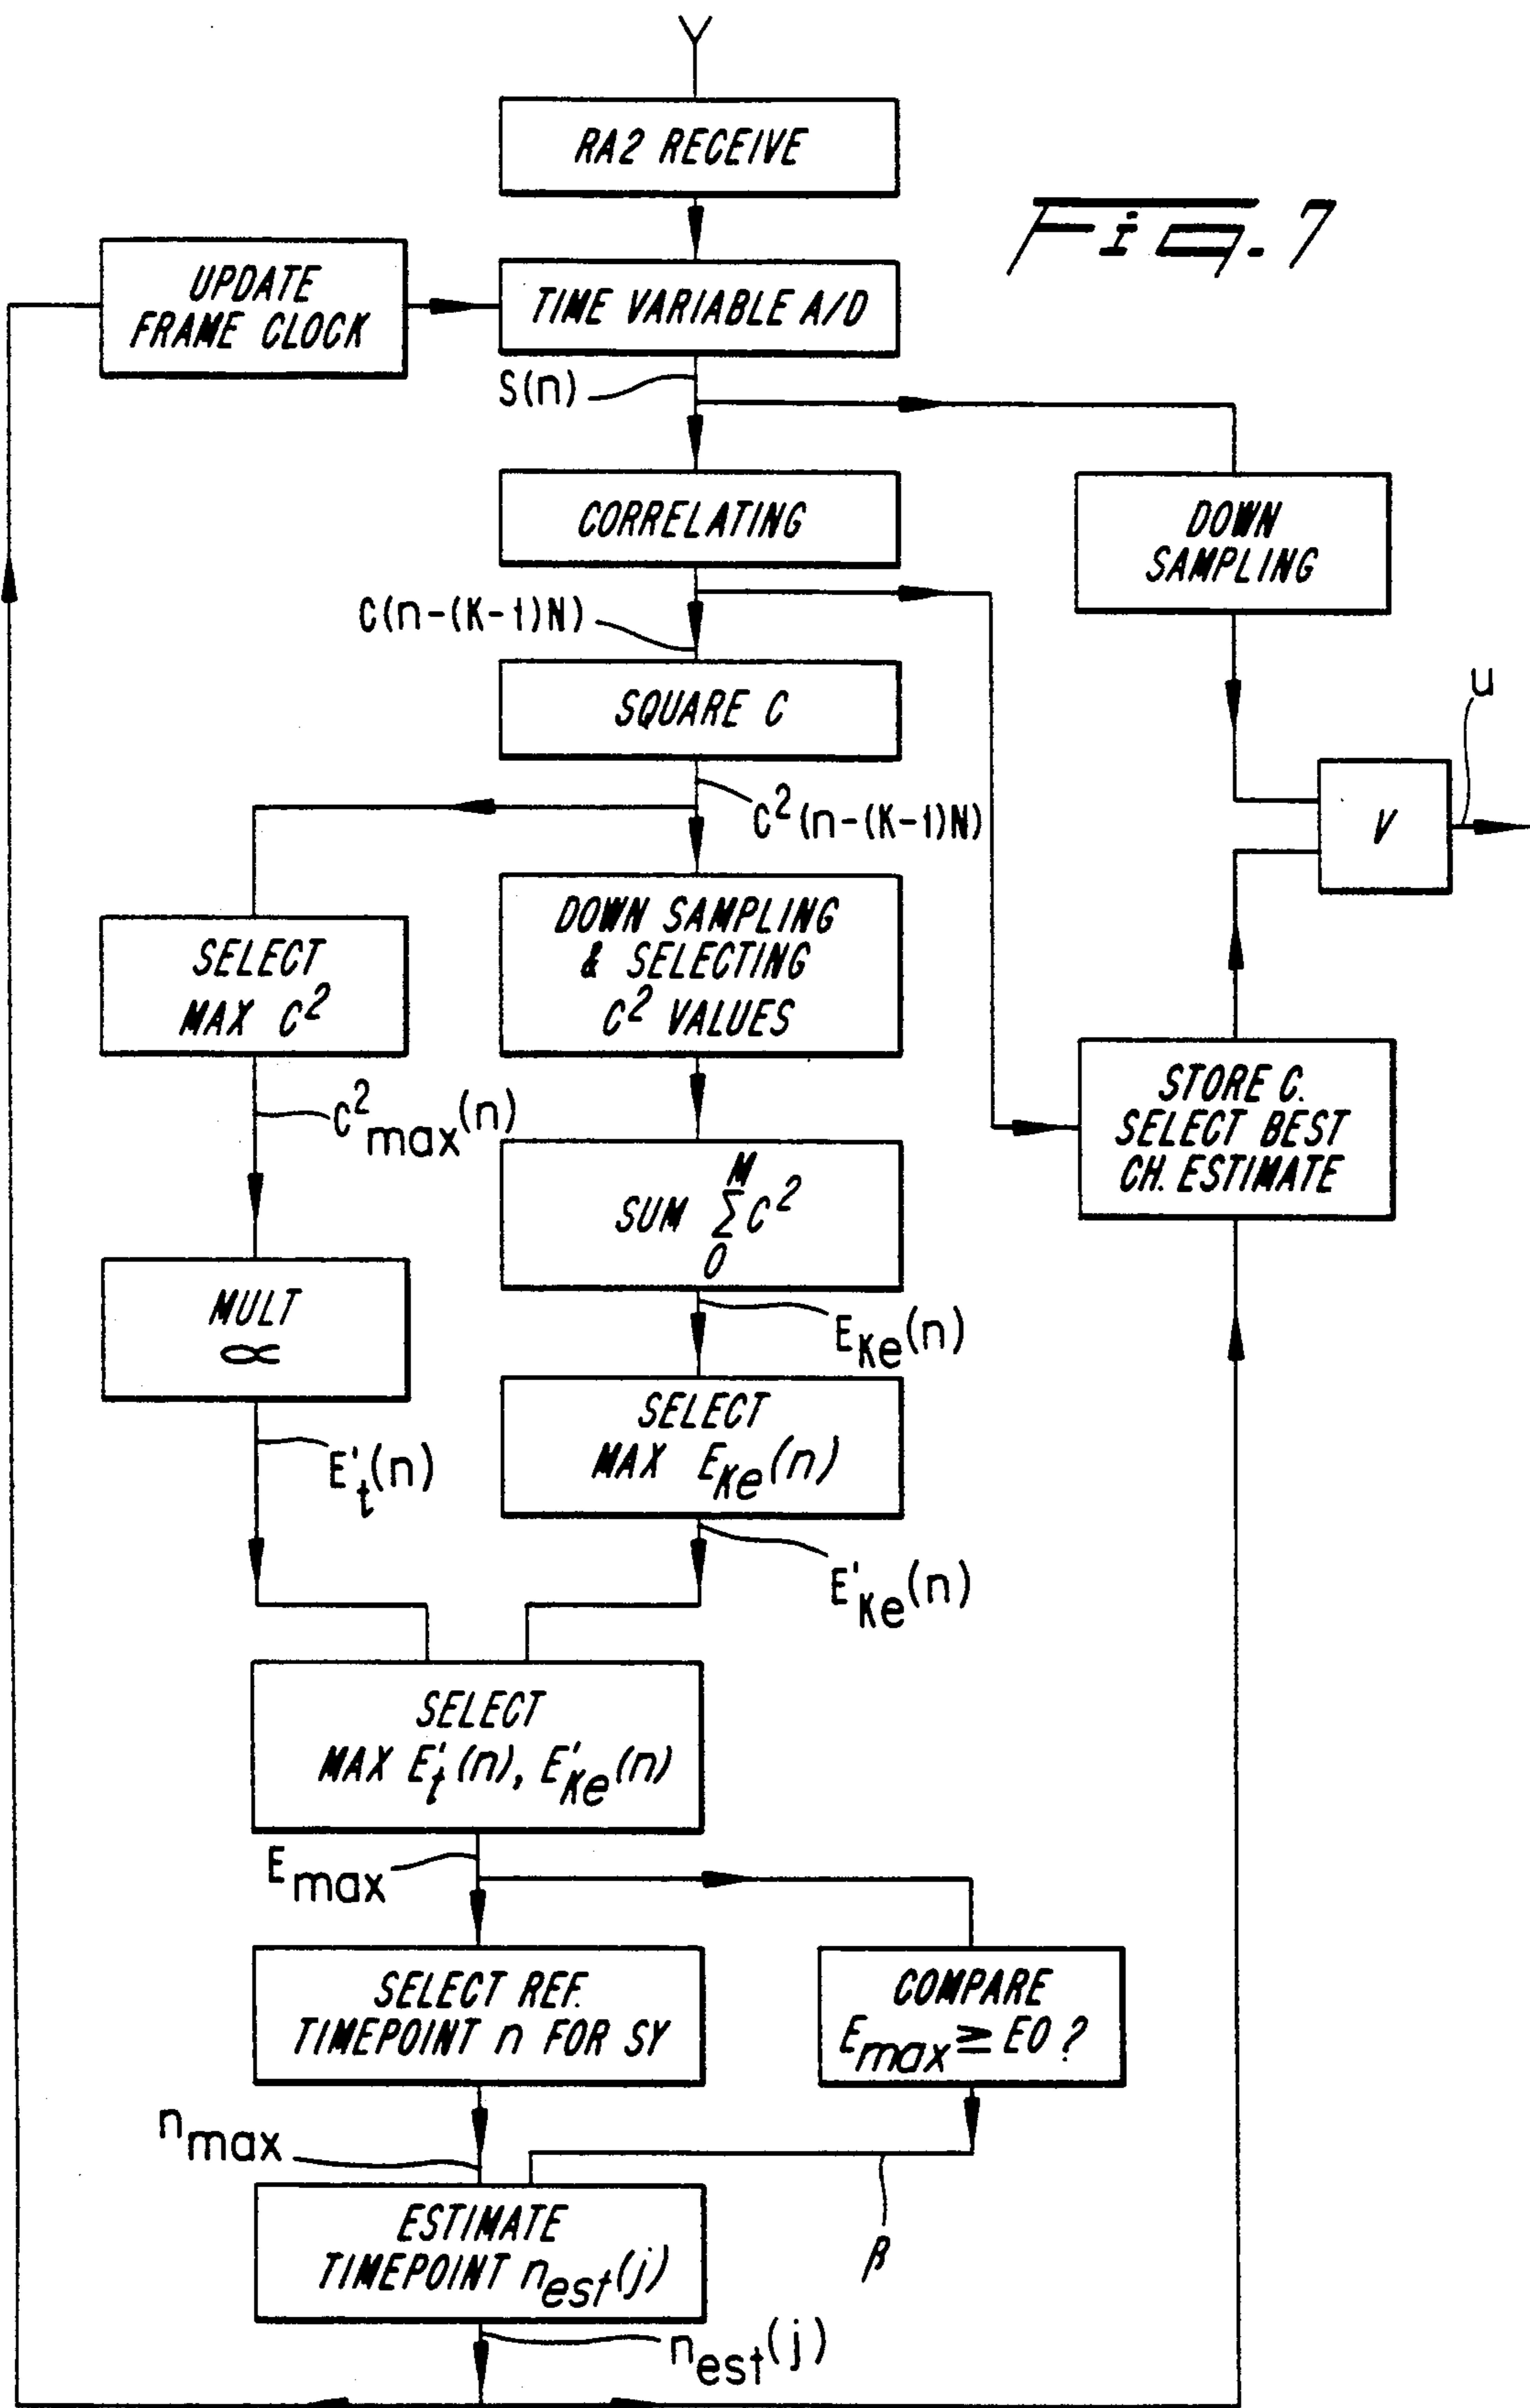 RA2 RECEIVE
Fig. 7
UPDATE
FRAME CLOCK
TIME VARIABLE A/D
S(n)
CORRELATING
DOWN
SAMPLING
C(n-(K-1)N)
SQUARE C
u
C²(n-(K-1)N)
V
SELECT
MAX C²
DOWN SAMPLING
& SELECTING
C² VALUES
C²max(n)
STORE C.
SELECT BEST
CH. ESTIMATE
M
SUM Σ C²
0
MULT
∝
EKe(n)
SELECT
MAX EKe(n)
E't(n)
E'Ke(n)
SELECT
MAX E't(n), E'Ke(n)
Emax
SELECT REF.
TIMEPOINT n FOR SY
COMPARE
Emax ≥ EO ?
nmax
ESTIMATE
TIMEPOINT nest(j)
β
nest(j)